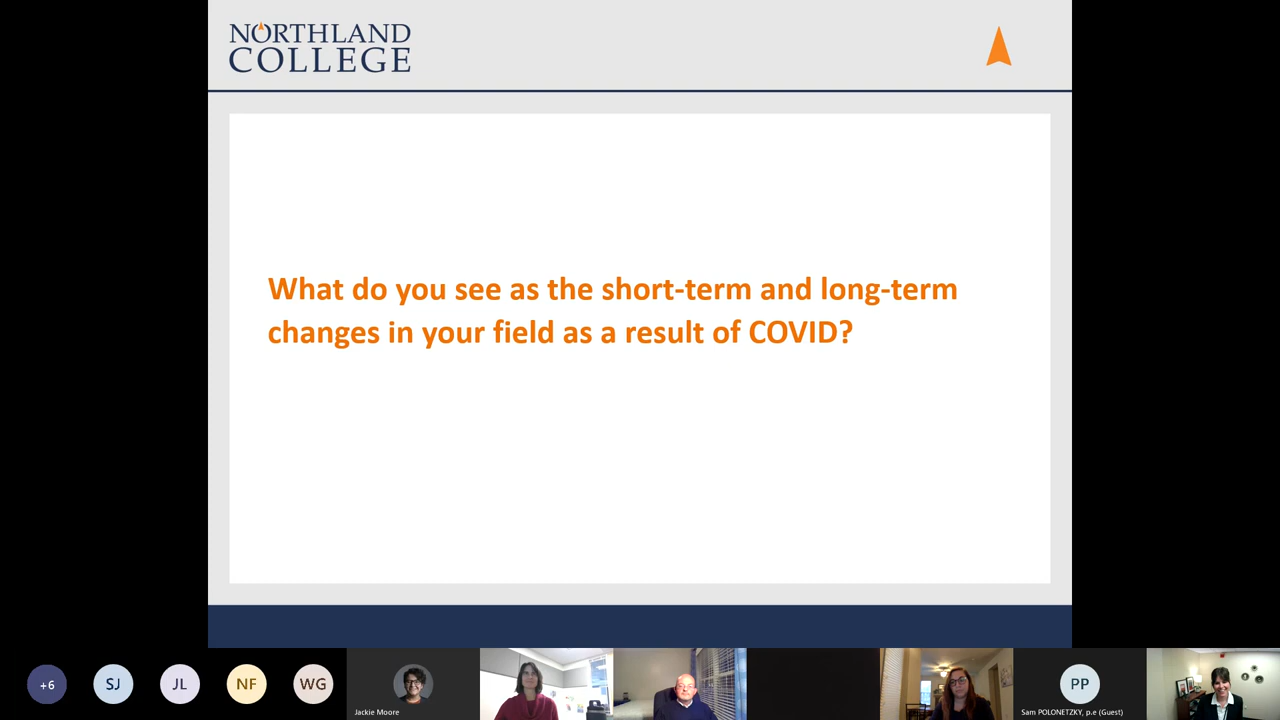 NORTHLAND
COLLEGE
What do you see as the short-term and long-term
changes in your field as a result of COVID?
+6
SJ
JL
NF
WG
PP
Jackie Moore
Sam POLONETZKY, p.e (Guest)